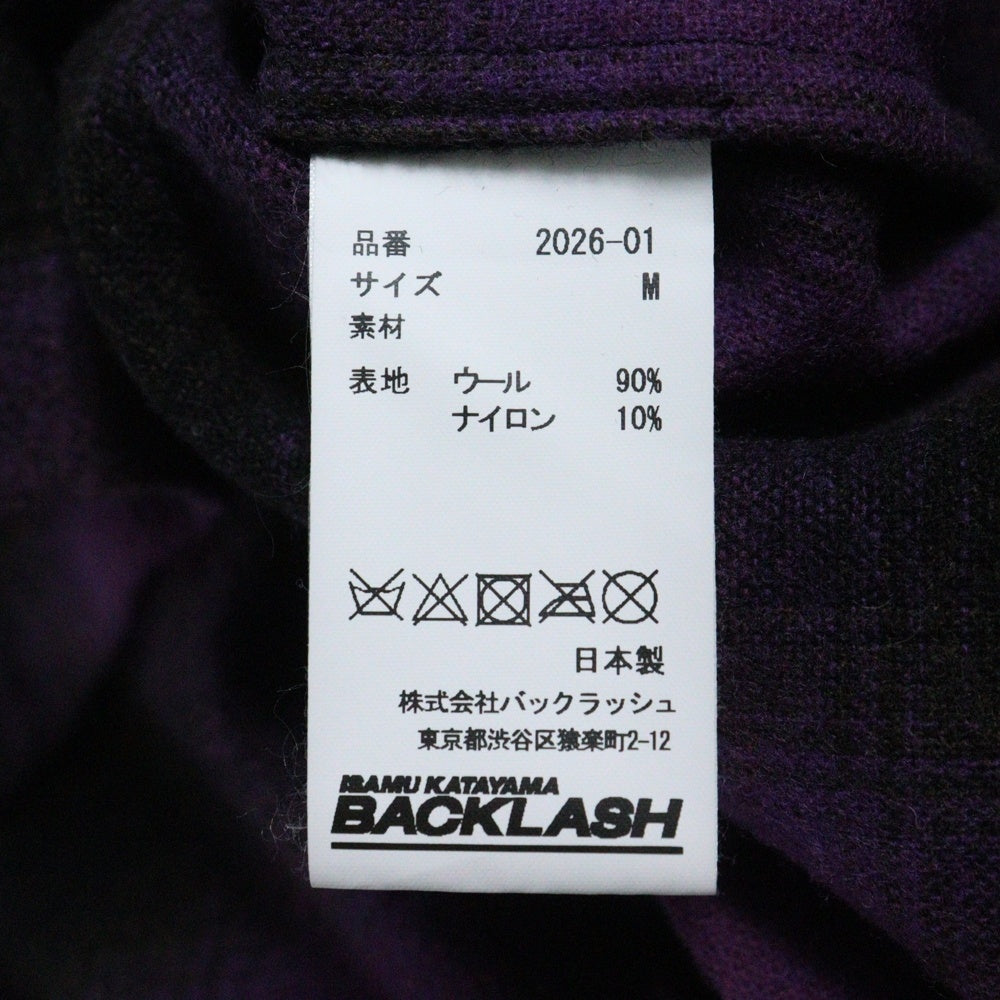 品番 2026-01
サイズ M
素材
表地 ウール 90%
ナイロン 10%
日本製
株式会社バックラッシュ
東京都渋谷区猿楽町2-12
ISAMU KATAYAMA
BACKLASH